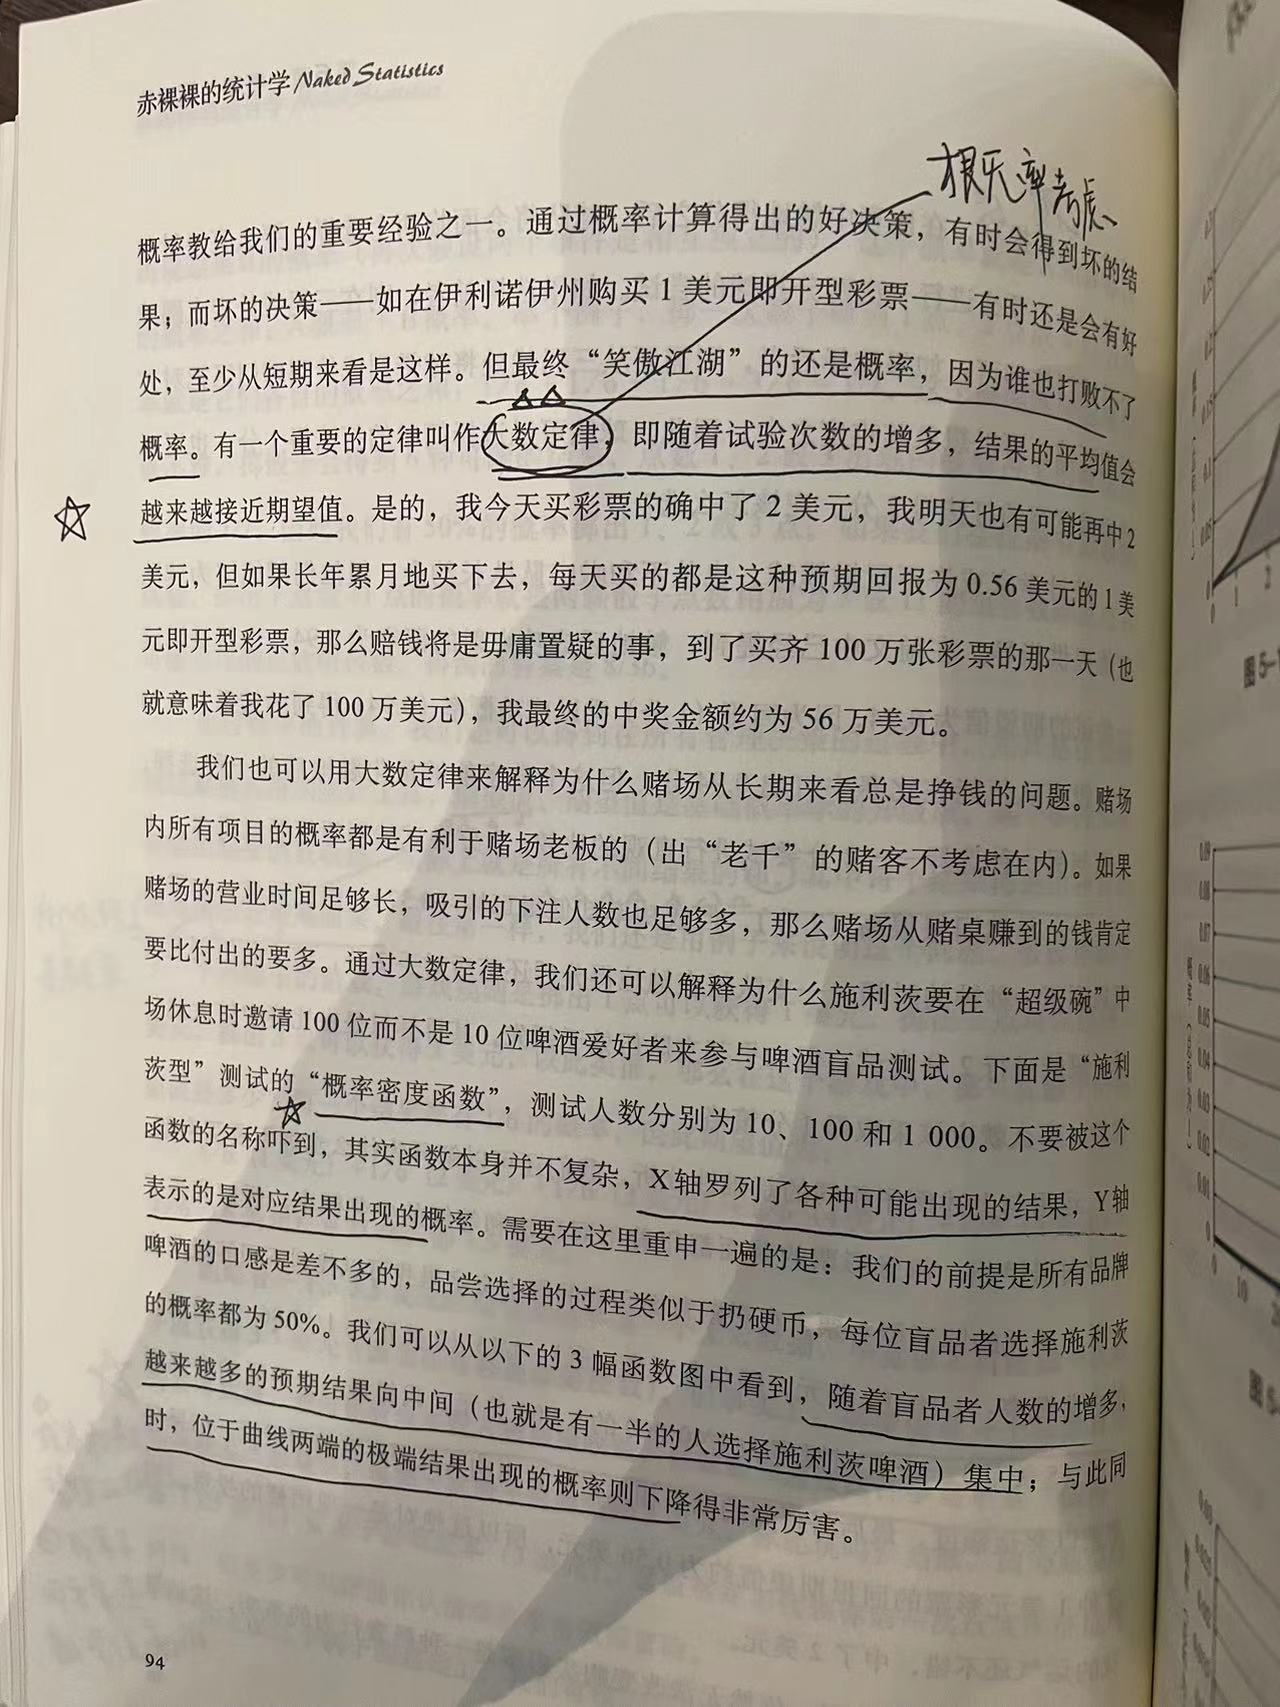 赤裸裸的统计学 Naked Statistics
概率教给我们的重要经验之一。通过概率计算得出的好决策，有时会得到坏的结
果；而坏的决策——如在伊利诺伊州购买 1 美元即开型彩票——有时还是会有好
处，至少从短期来看是这样。但最终“笑傲江湖”的还是概率，因为谁也打败不了
概率。有一个重要的定律叫作大数定律，即随着试验次数的增多，结果的平均值会
越来越接近期望值。是的，我今天买彩票的确中了 2 美元，我明天也有可能再中 2
美元，但如果长年累月地买下去，每天买的都是这种预期回报为 0.56 美元的 1 美
元即开型彩票，那么赔钱将是毋庸置疑的事，到了买齐 100 万张彩票的那一天（也
就意味着我花了 100 万美元），我最终的中奖金额约为 56 万美元。
我们也可以用大数定律来解释为什么赌场从长期来看总是挣钱的问题。赌场
内所有项目的概率都是有利于赌场老板的（出“老千”的赌客不考虑在内）。如果
赌场的营业时间足够长，吸引的下注人数也足够多，那么赌场从赌桌赚到的钱肯定
要比付出的要多。通过大数定律，我们还可以解释为什么施利茨要在“超级碗”中
场休息时邀请 100 位而不是 10 位啤酒爱好者来参与啤酒盲品测试。下面是“施利
茨型”测试的“概率密度函数”，测试人数分别为 10、100 和 1 000。不要被这个
函数的名称吓到，其实函数本身并不复杂，X轴罗列了各种可能出现的结果，Y轴
表示的是对应结果出现的概率。需要在这里重申一遍的是：我们的前提是所有品牌
啤酒的口感是差不多的，品尝选择的过程类似于扔硬币，每位盲品者选择施利茨
的概率都为 50%。我们可以从以下的 3 幅函数图中看到，随着盲品者人数的增多，
越来越多的预期结果向中间（也就是有一半的人选择施利茨啤酒）集中；与此同
时，位于曲线两端的极端结果出现的概率则下降得非常厉害。
94